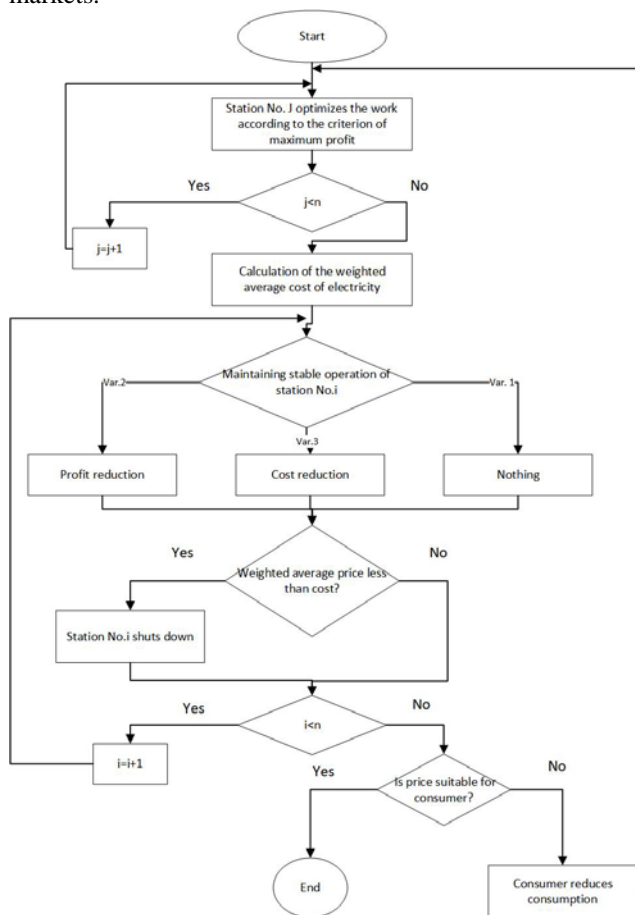 markets.
Start
Station No. J optimizes the work
according to the criterion of
maximum profit
Yes
No
j<n
j=j+1
Calculation of the weighted
average cost of electricity
Maintaining stable operation of
station No.i
Var.2
Var. 1
Var.3
Profit reduction
Cost reduction
Nothing
Yes
No
Weighted average price less
than cost?
Station No.i shuts down
Yes
No
i<n
i=i+1
Yes
No
Is price suitable for
consumer?
End
Consumer reduces
consumption